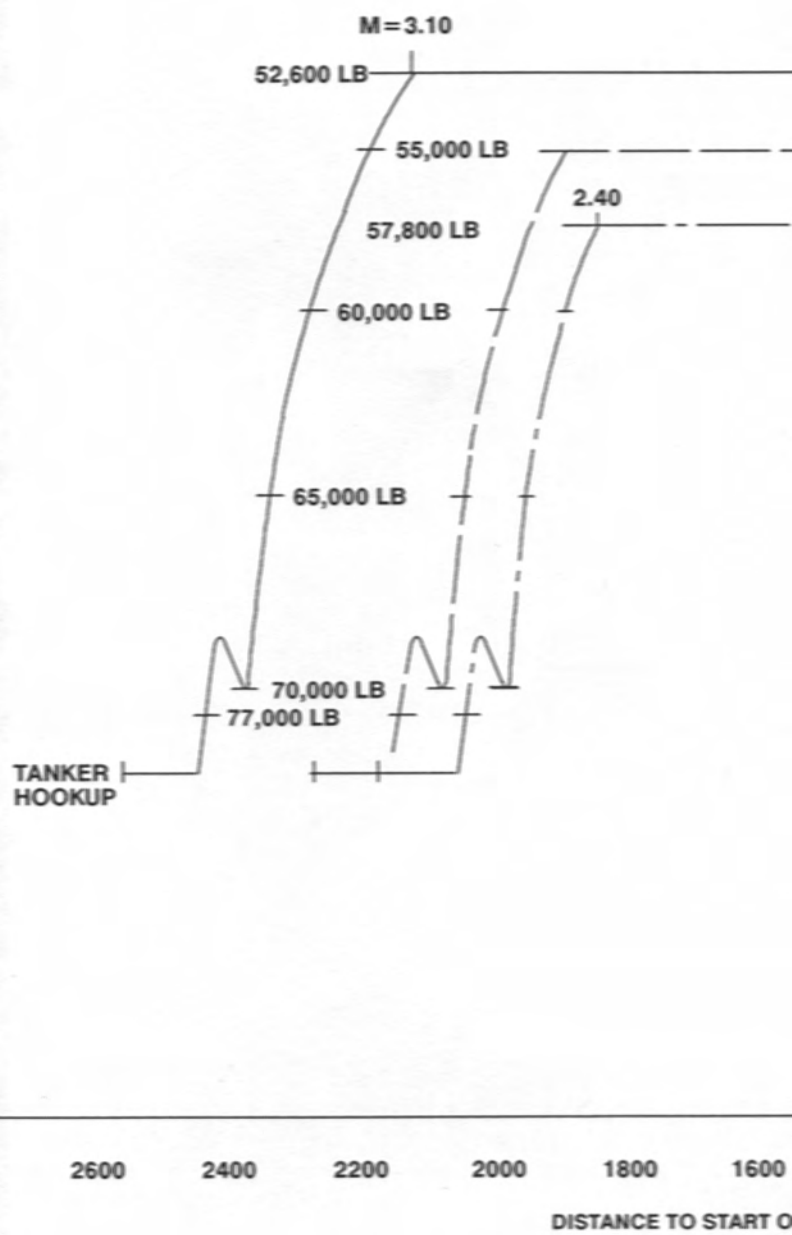 M=3.10
52,600 LB
55,000 LB
2.40
57,800 LB
60,000 LB
65,000 LB
70,000 LB
77,000 LB
TANKER
HOOKUP
2600 2400 2200 2000 1800 1600
DISTANCE TO START O